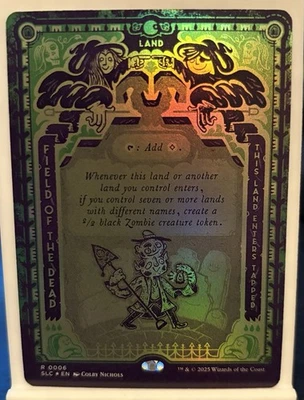 LAND
FIELD OF THE DEAD
: Add ◇.
Whenever this land or another
land you control enters,
if you control seven or more lands
with different names, create a
2/2 black Zombie creature token.
THIS LAND ENTERS TAPPED.
R 0006
SLC ★ EN Colby Nichols
™ & © 2025 Wizards of the Coast